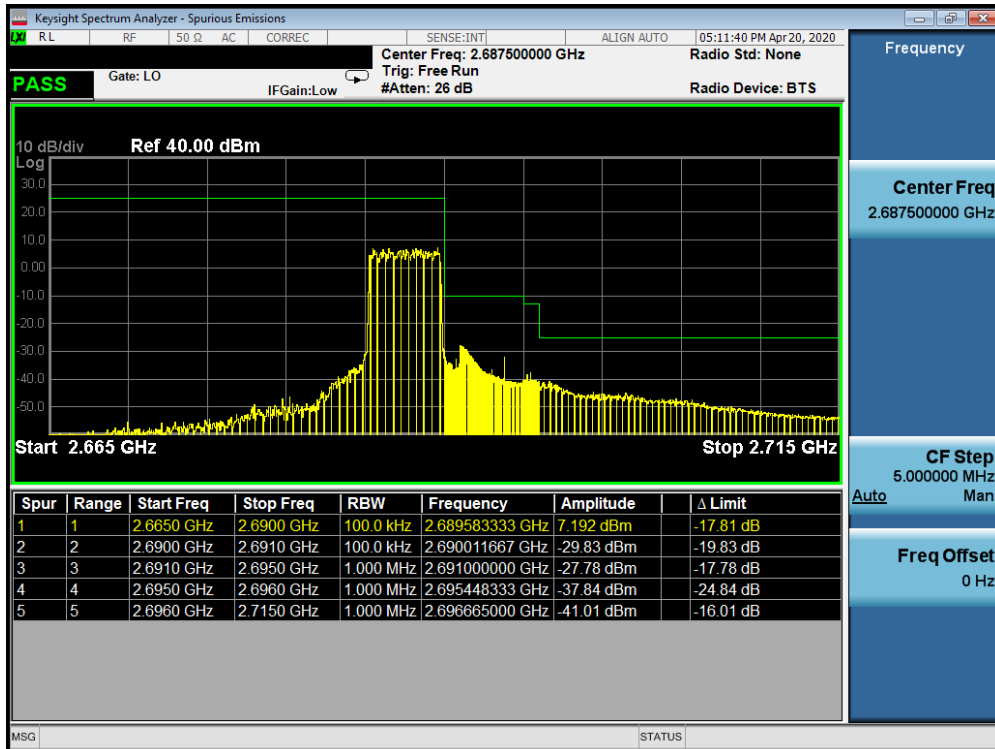 Keysight Spectrum Analyzer - Spurious Emissions
LXI RL RF 50 Ω AC CORREC SENSE:INT ALIGN AUTO 05:11:40 PM Apr 20, 2020
Center Freq: 2.687500000 GHz Radio Std: None
PASS Gate: LO Trig: Free Run
IFGain:Low #Atten: 26 dB Radio Device: BTS
10 dB/div Ref 40.00 dBm
Log
30.0
20.0
10.0
0.00
-10.0
-20.0
-30.0
-40.0
-50.0
Start 2.665 GHz Stop 2.715 GHz
Spur Range Start Freq Stop Freq RBW Frequency Amplitude Δ Limit
1 1 2.6650 GHz 2.6900 GHz 100.0 kHz 2.689583333 GHz 7.192 dBm -17.81 dB
2 2 2.6900 GHz 2.6910 GHz 100.0 kHz 2.690011667 GHz -29.83 dBm -19.83 dB
3 3 2.6910 GHz 2.6950 GHz 1.000 MHz 2.691000000 GHz -27.78 dBm -17.78 dB
4 4 2.6950 GHz 2.6960 GHz 1.000 MHz 2.695448333 GHz -37.84 dBm -24.84 dB
5 5 2.6960 GHz 2.7150 GHz 1.000 MHz 2.696665000 GHz -41.01 dBm -16.01 dB
MSG STATUS
Frequency
Center Freq
2.687500000 GHz
CF Step
5.000000 MHz
Auto Man
Freq Offset
0 Hz